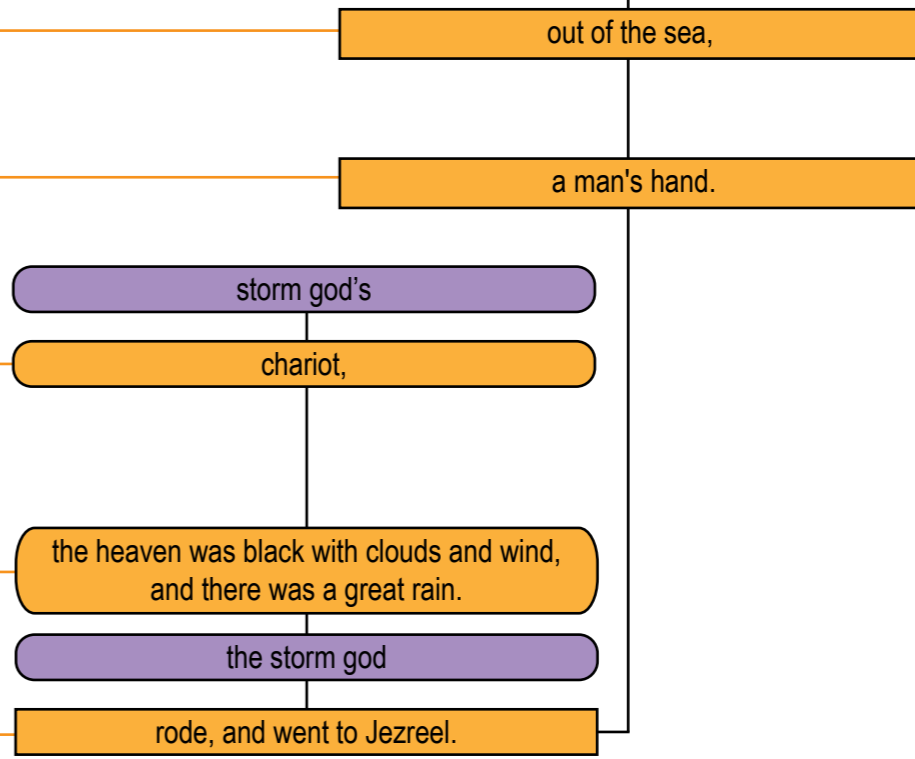 out of the sea,
a man's hand.
storm god’s
chariot,
the heaven was black with clouds and wind,
and there was a great rain.
the storm god
rode, and went to Jezreel.